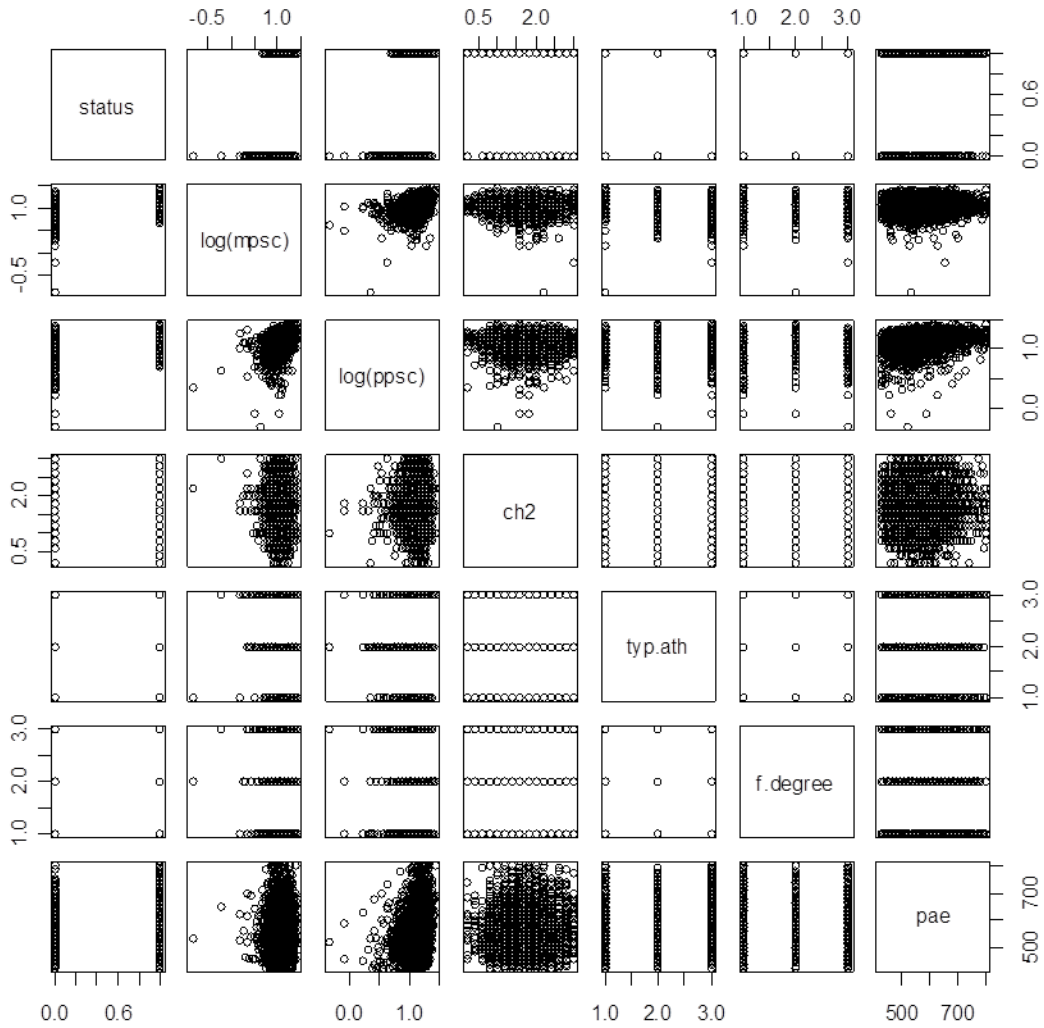 -0.5 1.0 0.5 2.0 1.0 2.0 3.0
status 0.0 0.6
-0.5 1.0 log(mpsc)
log(ppsc) 0.0 1.0
0.5 2.0 ch2
typ.ath 1.0 2.0 3.0
1.0 2.0 3.0 f.degree
pae 500 700
0.0 0.6 0.0 1.0 1.0 2.0 3.0 500 700